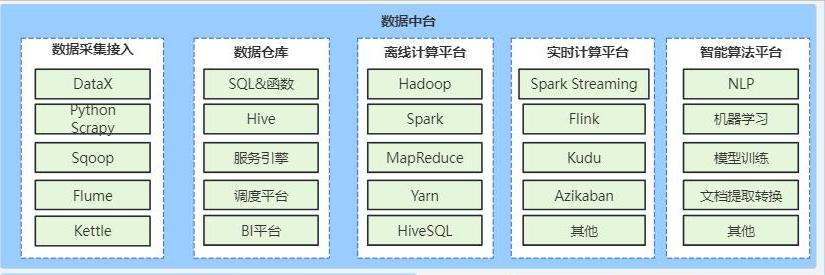 数据中台
数据采集接入
DataX
Python
Scrapy
Sqoop
Flume
Kettle
数据仓库
SQL&函数
Hive
服务引擎
调度平台
BI平台
离线计算平台
Hadoop
Spark
MapReduce
Yarn
HiveSQL
实时计算平台
Spark Streaming
Flink
Kudu
Azikaban
其他
智能算法平台
NLP
机器学习
模型训练
文档提取转换
其他